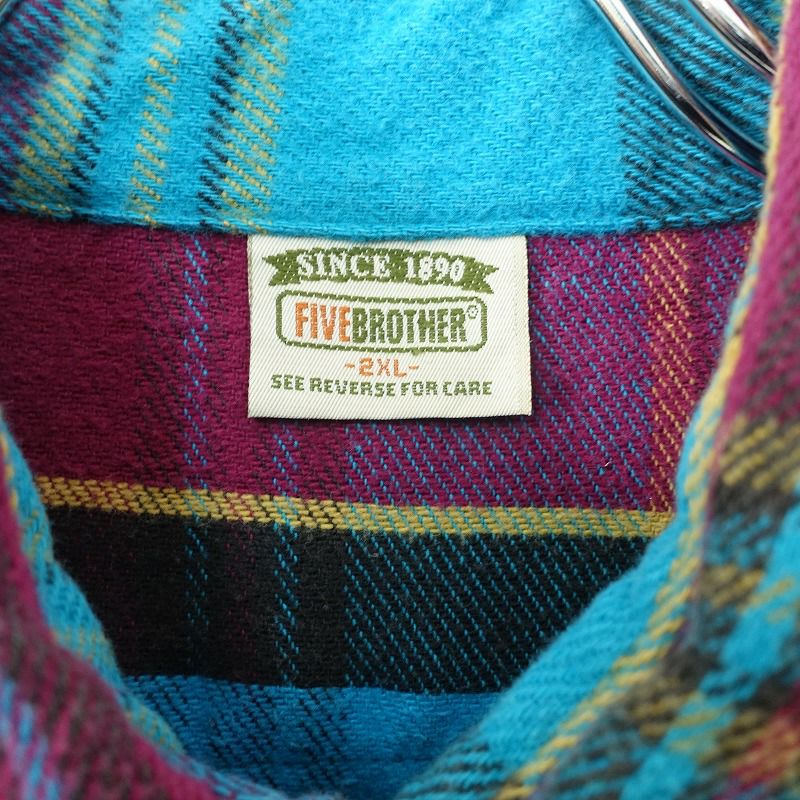 SINCE 1890
FIVEBROTHER®
-2XL-
SEE REVERSE FOR CARE